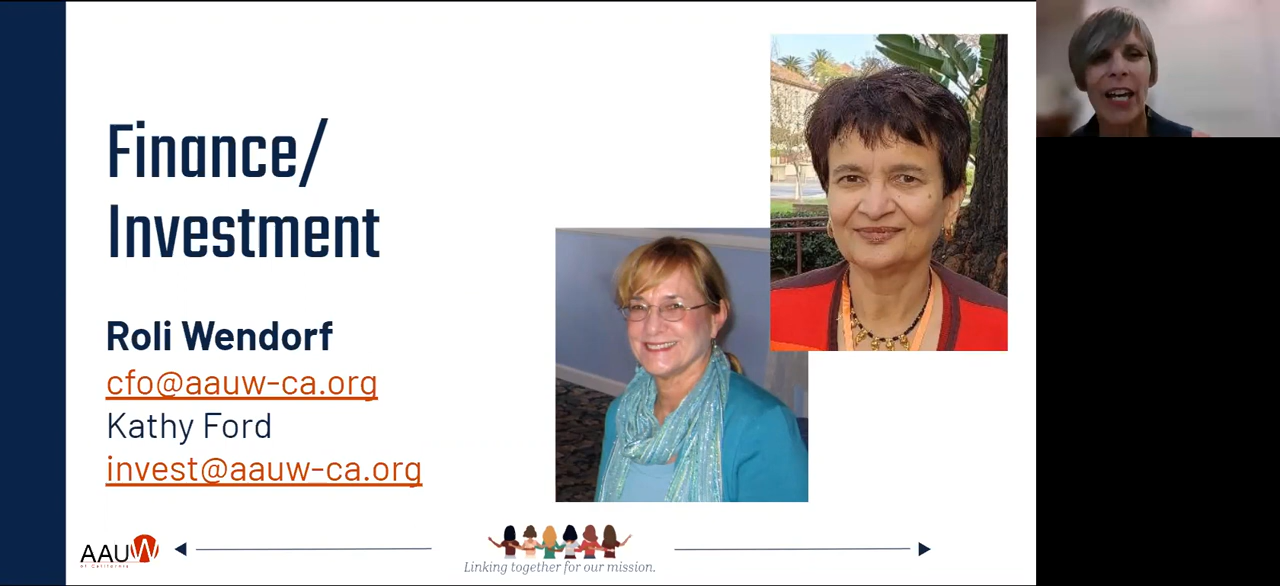 Finance/
Investment
Roli Wendorf
cfo@aauw-ca.org
Kathy Ford
invest@aauw-ca.org
AAUW
of California
Linking together for our mission.